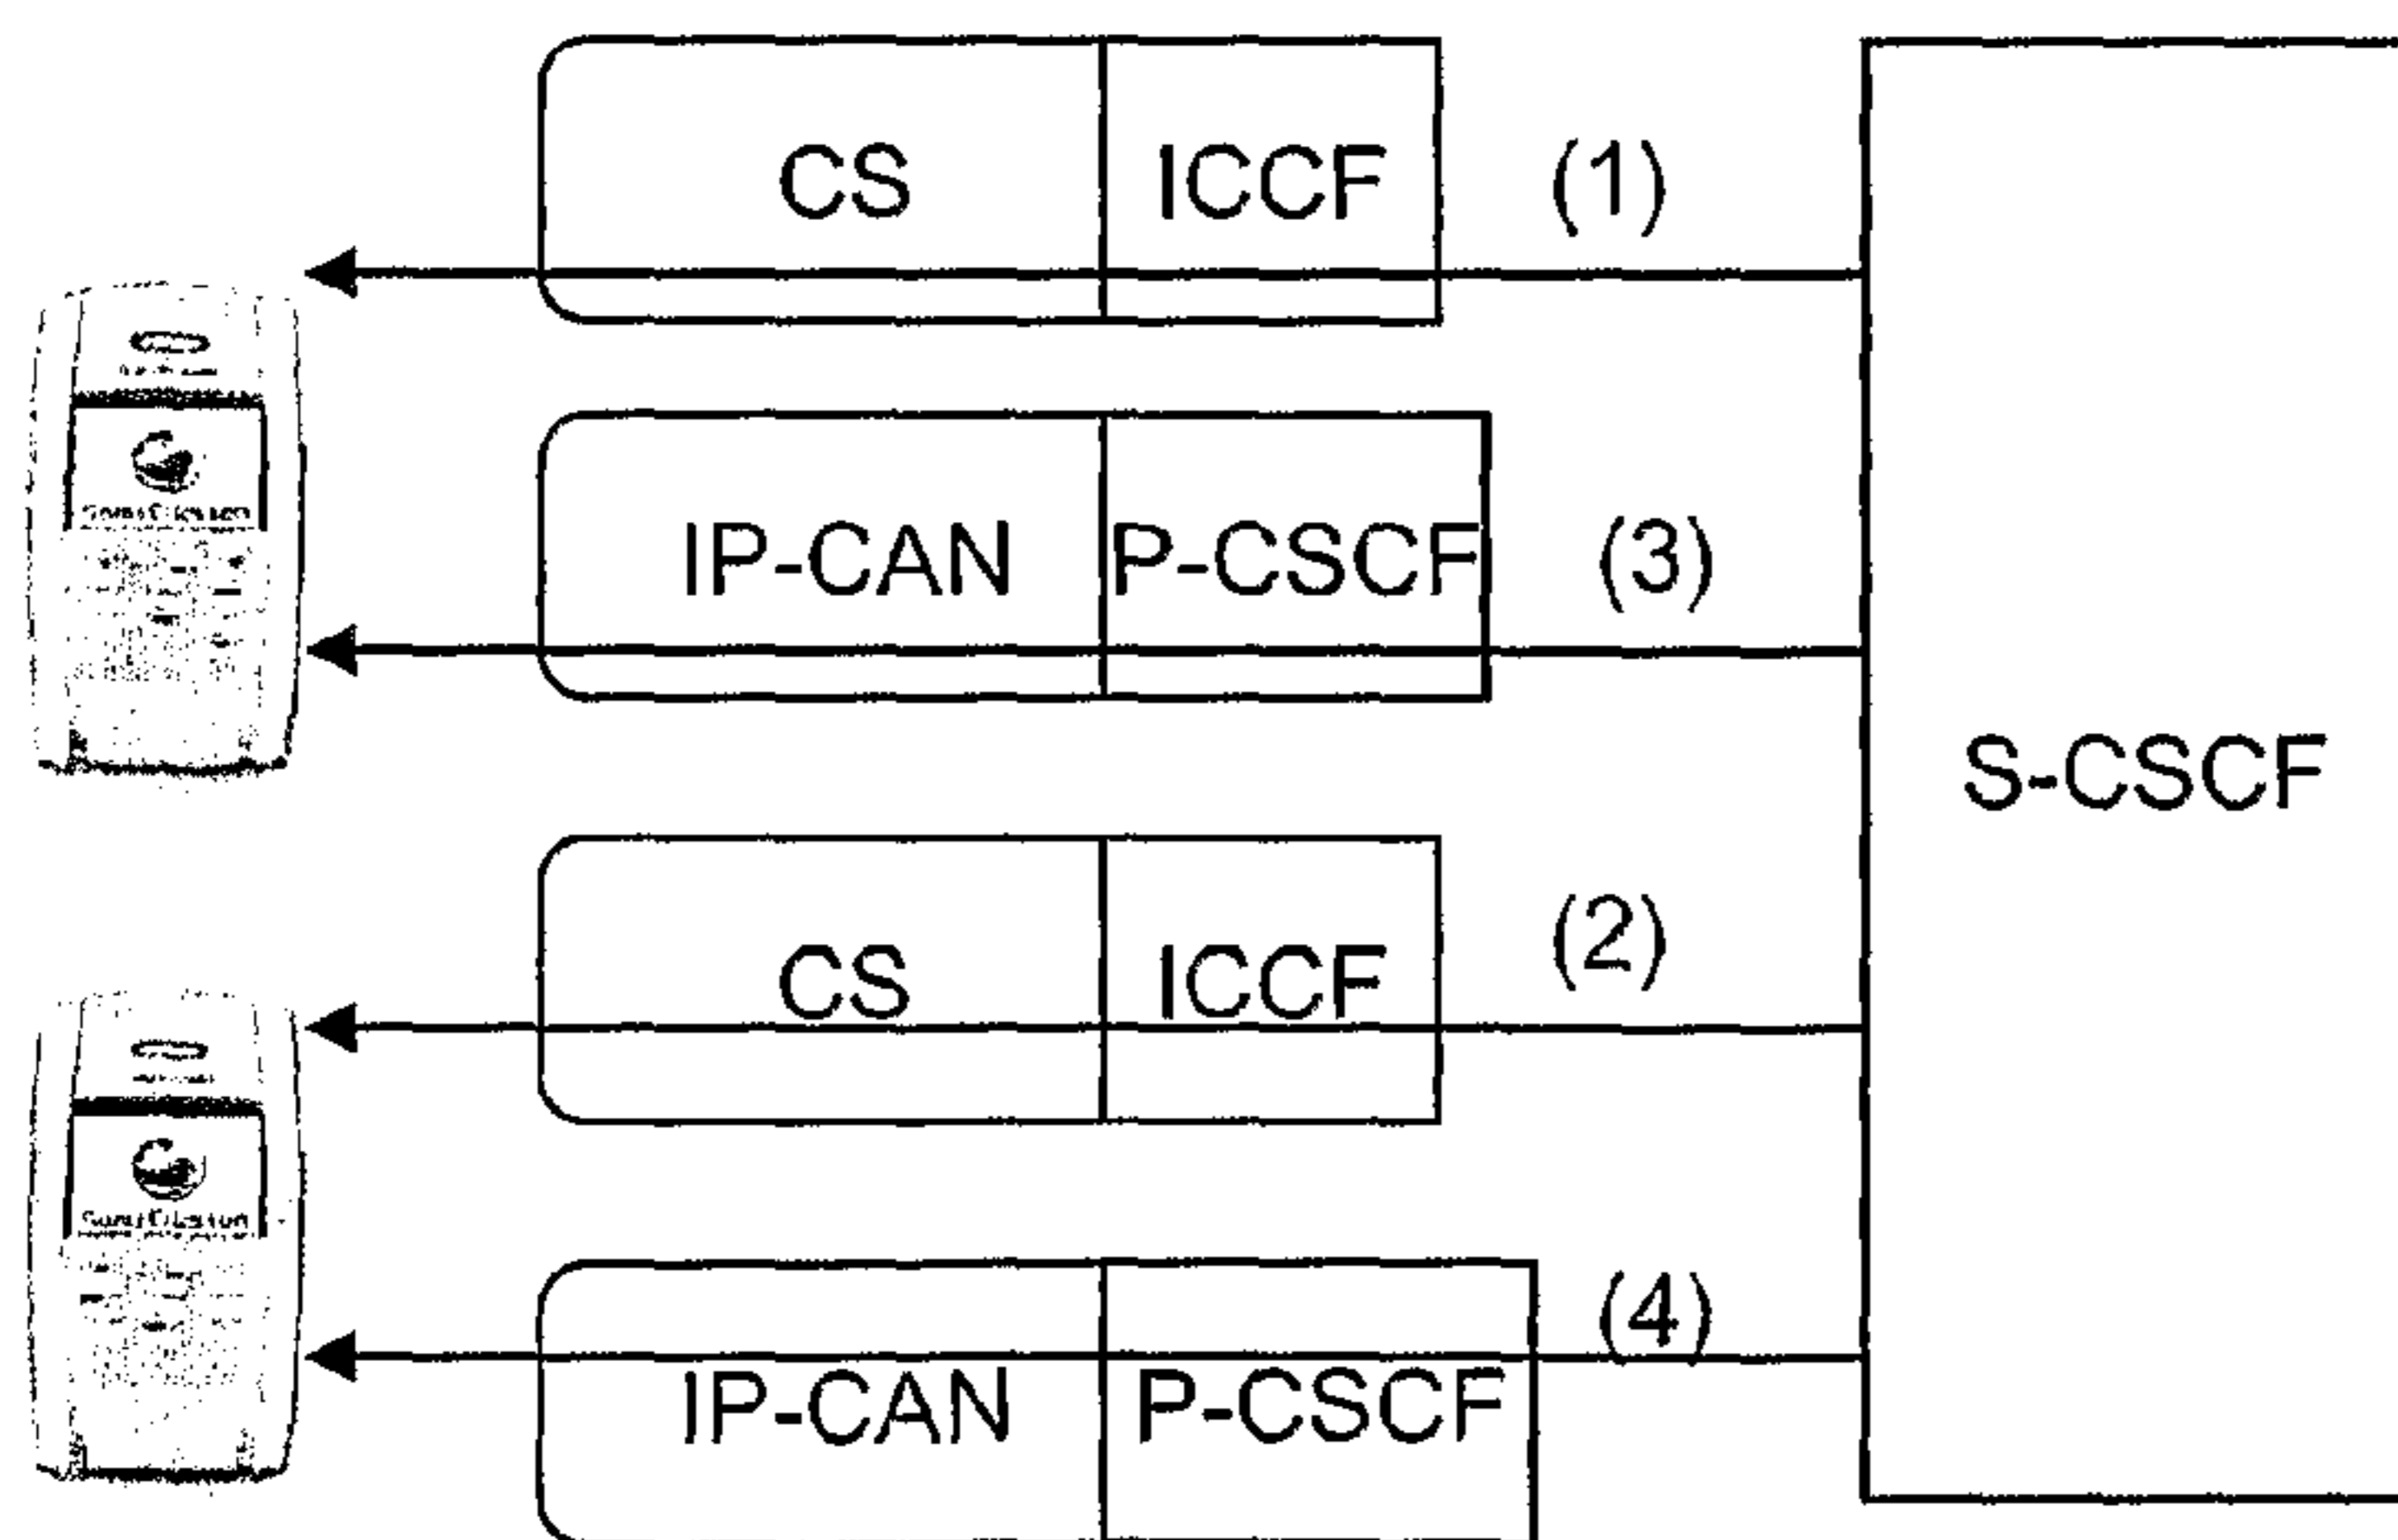 CS ICCF (1)
IP-CAN P-CSCF (3)
S-CSCF
CS ICCF (2)
IP-CAN P-CSCF (4)